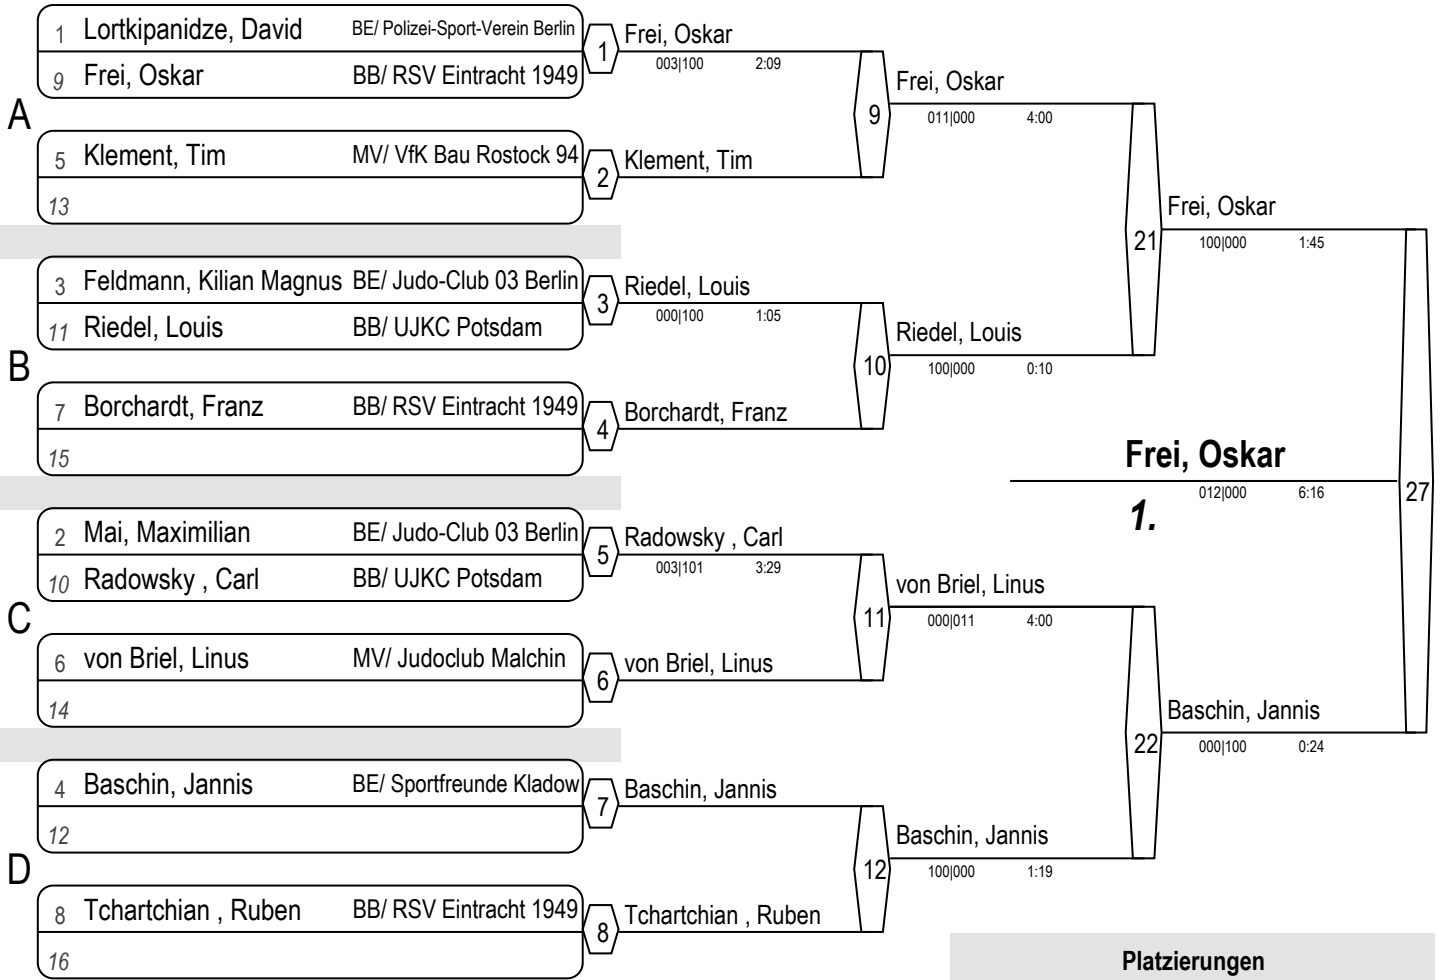 1 Lortkipanidze, David BE/ Polizei-Sport-Verein Berlin
9 Frei, Oskar BB/ RSV Eintracht 1949
1 Frei, Oskar
003|100 2:09
A
5 Klement, Tim MV/ VfK Bau Rostock 94
13
2 Klement, Tim
9 Frei, Oskar
011|000 4:00
3 Feldmann, Kilian Magnus BE/ Judo-Club 03 Berlin
11 Riedel, Louis BB/ UJKC Potsdam
3 Riedel, Louis
000|100 1:05
B
7 Borchardt, Franz BB/ RSV Eintracht 1949
15
4 Borchardt, Franz
10 Riedel, Louis
100|000 0:10
21 Frei, Oskar
100|000 1:45
2 Mai, Maximilian BE/ Judo-Club 03 Berlin
10 Radowsky , Carl BB/ UJKC Potsdam
5 Radowsky , Carl
003|101 3:29
C
6 von Briel, Linus MV/ Judoclub Malchin
14
6 von Briel, Linus
11 von Briel, Linus
000|011 4:00
4 Baschin, Jannis BE/ Sportfreunde Kladow
12
7 Baschin, Jannis
D
8 Tchartchian , Ruben BB/ RSV Eintracht 1949
16
8 Tchartchian , Ruben
12 Baschin, Jannis
100|000 1:19
22 Baschin, Jannis
000|100 0:24
27 Frei, Oskar
012|000 6:16
1.
Platzierungen